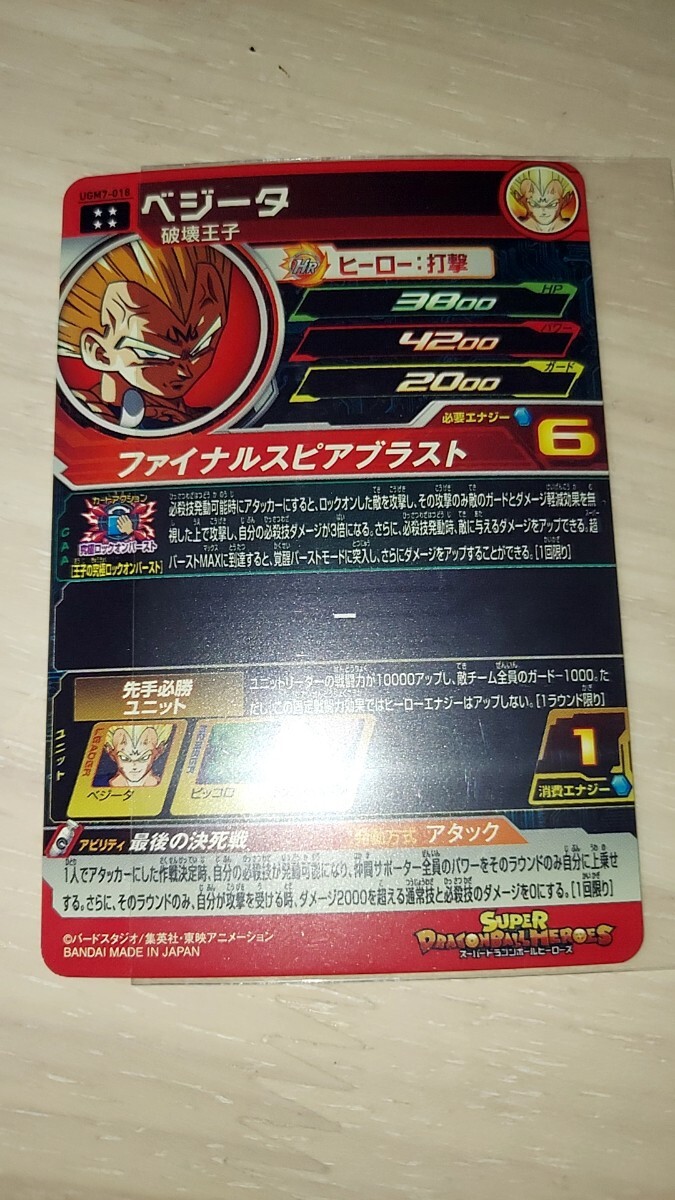 UGM7-018
ベジータ
破壊王子
HR
ヒーロー:打撃
HP
3800
パワー
4200
ガード
2000
必要エナジー
6
ファイナルスピアブラスト
CAA
カードアクション
究極ロックオンバースト
[王子の究極ロックオンバースト]
必殺技発動可能時にアタッカーにすると、ロックオンした敵を攻撃し、その攻撃のみ敵のガードとダメージ軽減効果を無
視した上で攻撃し、自分の必殺技ダメージが3倍になる。さらに、必殺技発動時、敵に与えるダメージをアップできる。超
バーストMAXに到達すると、覚醒バーストモードに突入し、さらにダメージをアップすることができる。[1回限り]
ー
ユニット
先手必勝
ユニット
ユニットリーダーの戦闘力が10000アップし、敵チーム全員のガード-1000。た
だし、この選定戦闘力効果ではヒーローエナジーはアップしない。[1ラウンド限り]
LEADER
ベジータ
MEMBER
ピッコロ
1
消費エナジー
アビリティ 最後の決死戦
発動方式 アタック
1人でアタッカーにした作戦決定時、自分の必殺技が発動可能になり、仲間サポーター全員のパワーをそのラウンドのみ自分に上乗せ
する。さらに、そのラウンドのみ、自分が攻撃を受ける時、ダメージ2000を超える通常技と必殺技のダメージを0にする。[1回限り]
©バードスタジオ/集英社・東映アニメーション
BANDAI MADE IN JAPAN
SUPER
DRAGONBALL HEROES
スーパードラゴンボールヒーローズ